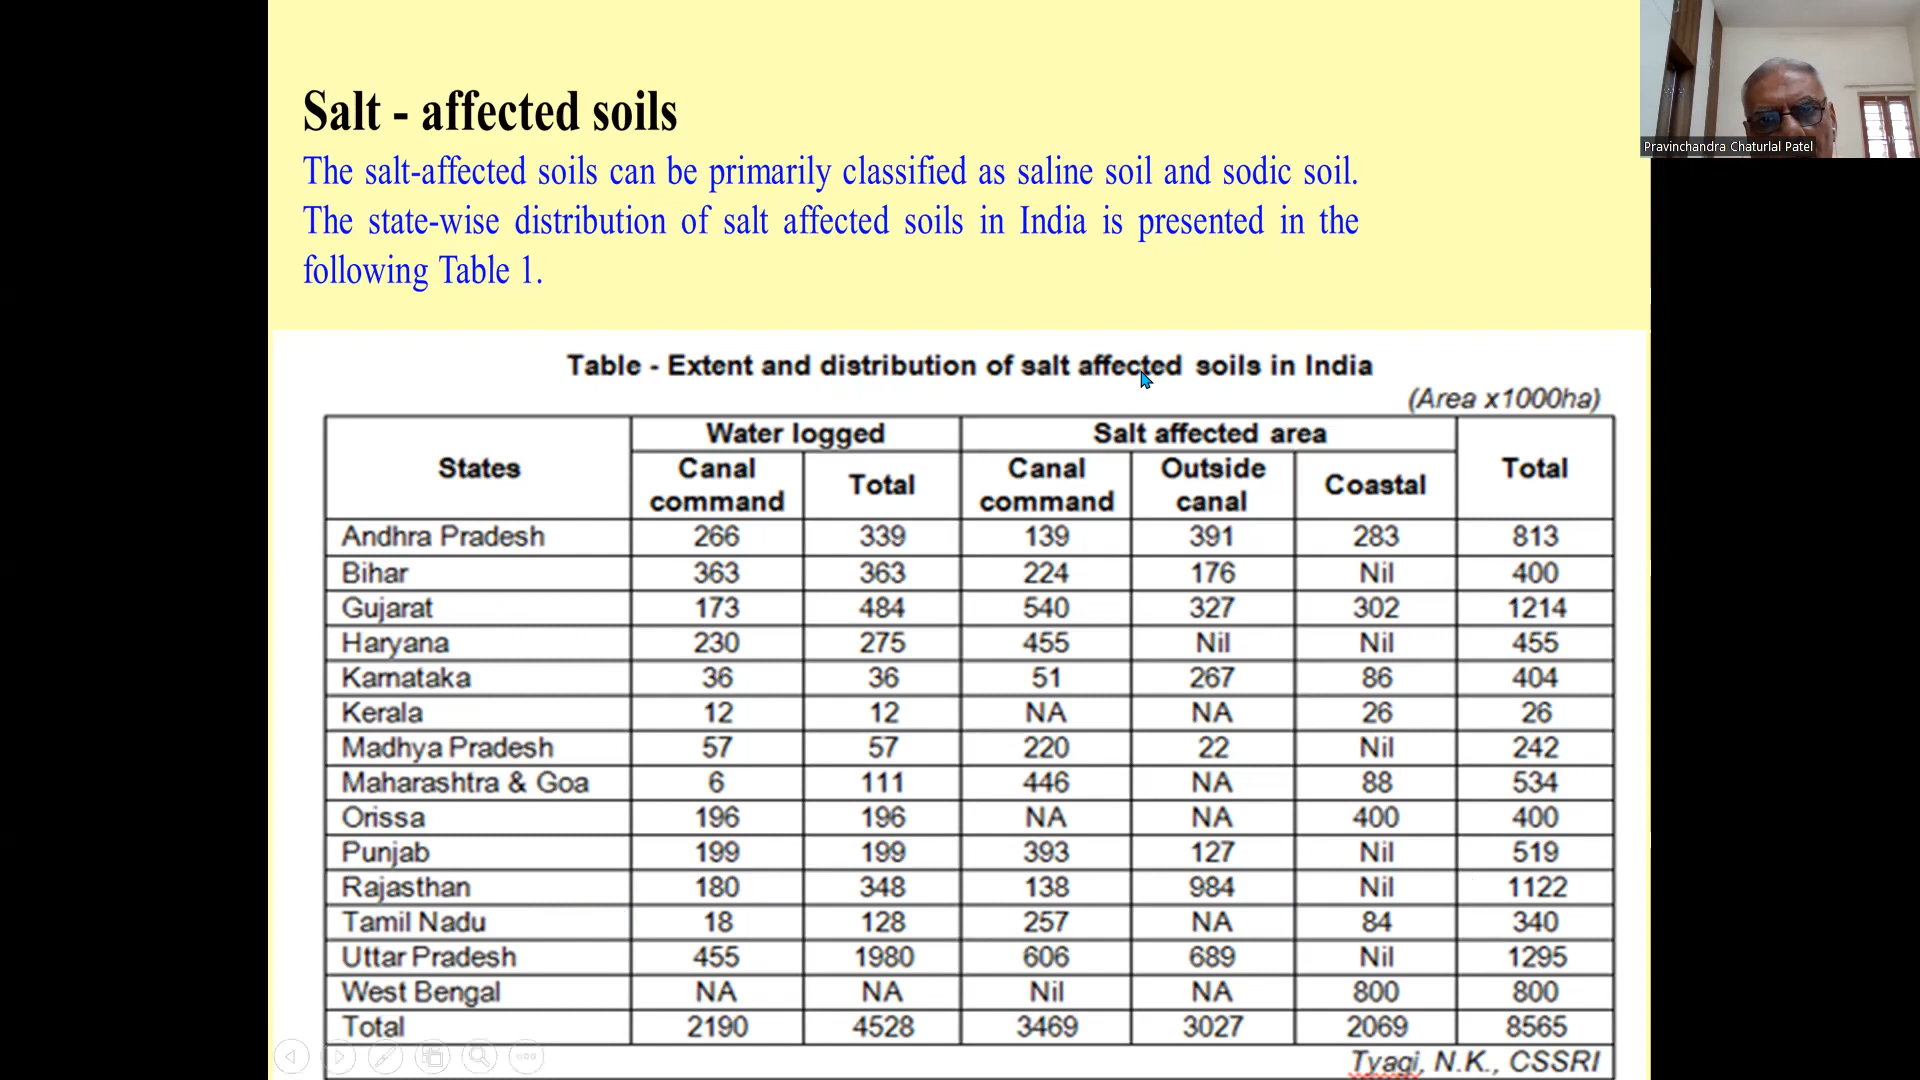 Salt - affected soils
The salt-affected soils can be primarily classified as saline soil and sodic soil.
The state-wise distribution of salt affected soils in India is presented in the
following Table 1.
Pravinchandra Chaturlal Patel
Table - Extent and distribution of salt affected soils in India
(Area x1000ha)
States Water logged Salt affected area Total
Canal command Total Canal command Outside canal Coastal
Andhra Pradesh 266 339 139 391 283 813
Bihar 363 363 224 176 Nil 400
Gujarat 173 484 540 327 302 1214
Haryana 230 275 455 Nil Nil 455
Karnataka 36 36 51 267 86 404
Kerala 12 12 NA NA 26 26
Madhya Pradesh 57 57 220 22 Nil 242
Maharashtra & Goa 6 111 446 NA 88 534
Orissa 196 196 NA NA 400 400
Punjab 199 199 393 127 Nil 519
Rajasthan 180 348 138 984 Nil 1122
Tamil Nadu 18 128 257 NA 84 340
Uttar Pradesh 455 1980 606 689 Nil 1295
West Bengal NA NA Nil NA 800 800
Total 2190 4528 3469 3027 2069 8565
Tyagi, N.K., CSSRI